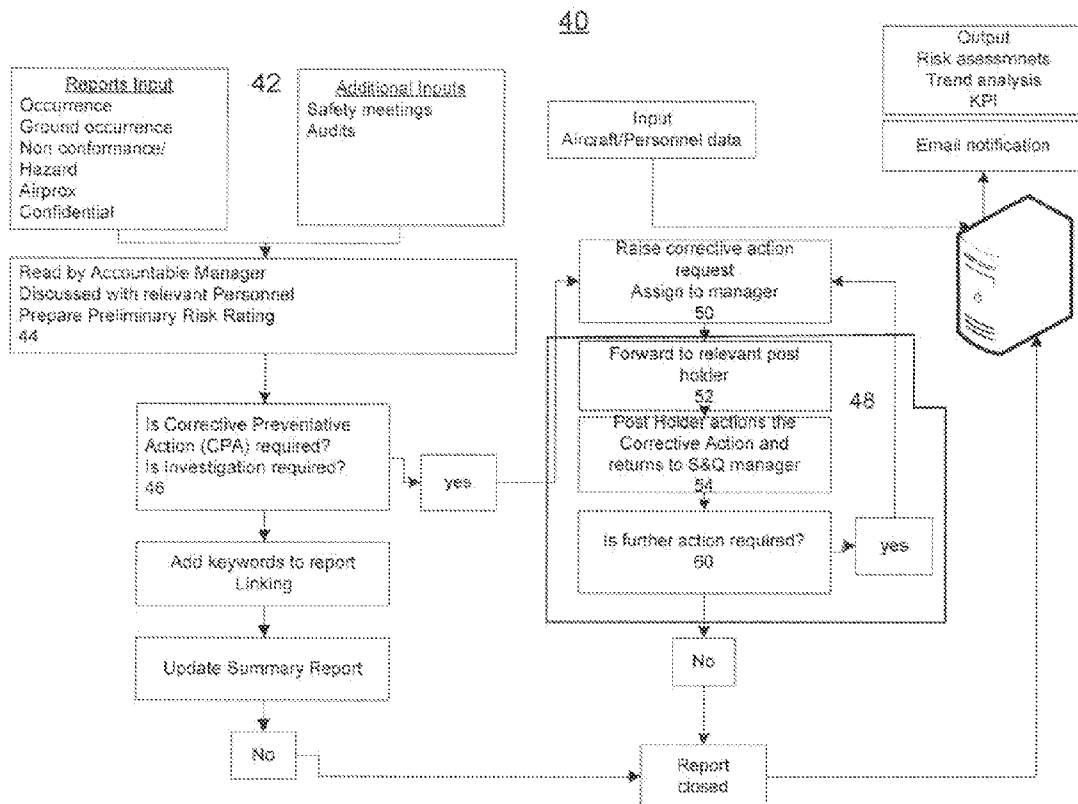 40
Reports Input
Occurrence
Ground occurrence
Non conformance/
Hazard
Airprox
Confidential
42
Additional Inputs
Safety meetings
Audits
Input
Aircraft/Personnel data
Output
Risk asessmnets
Trend analysis
KPI
Email notification
Read by Accountable Manager
Discussed with relevant Personnel
Prepare Preliminary Risk Rating
44
Raise corrective action
request
Assign to manager
50
Forward to relevant post
holder
52
48
Post Holder actions the
Corrective Action and
returns to S&Q manager
54
Is Corrective Preventative
Action (CPA) required?
Is Investigation required?
46
yes
Is further action required?
60
yes
Add keywords to report
Linking
Update Summary Report
No
No
Report
closed